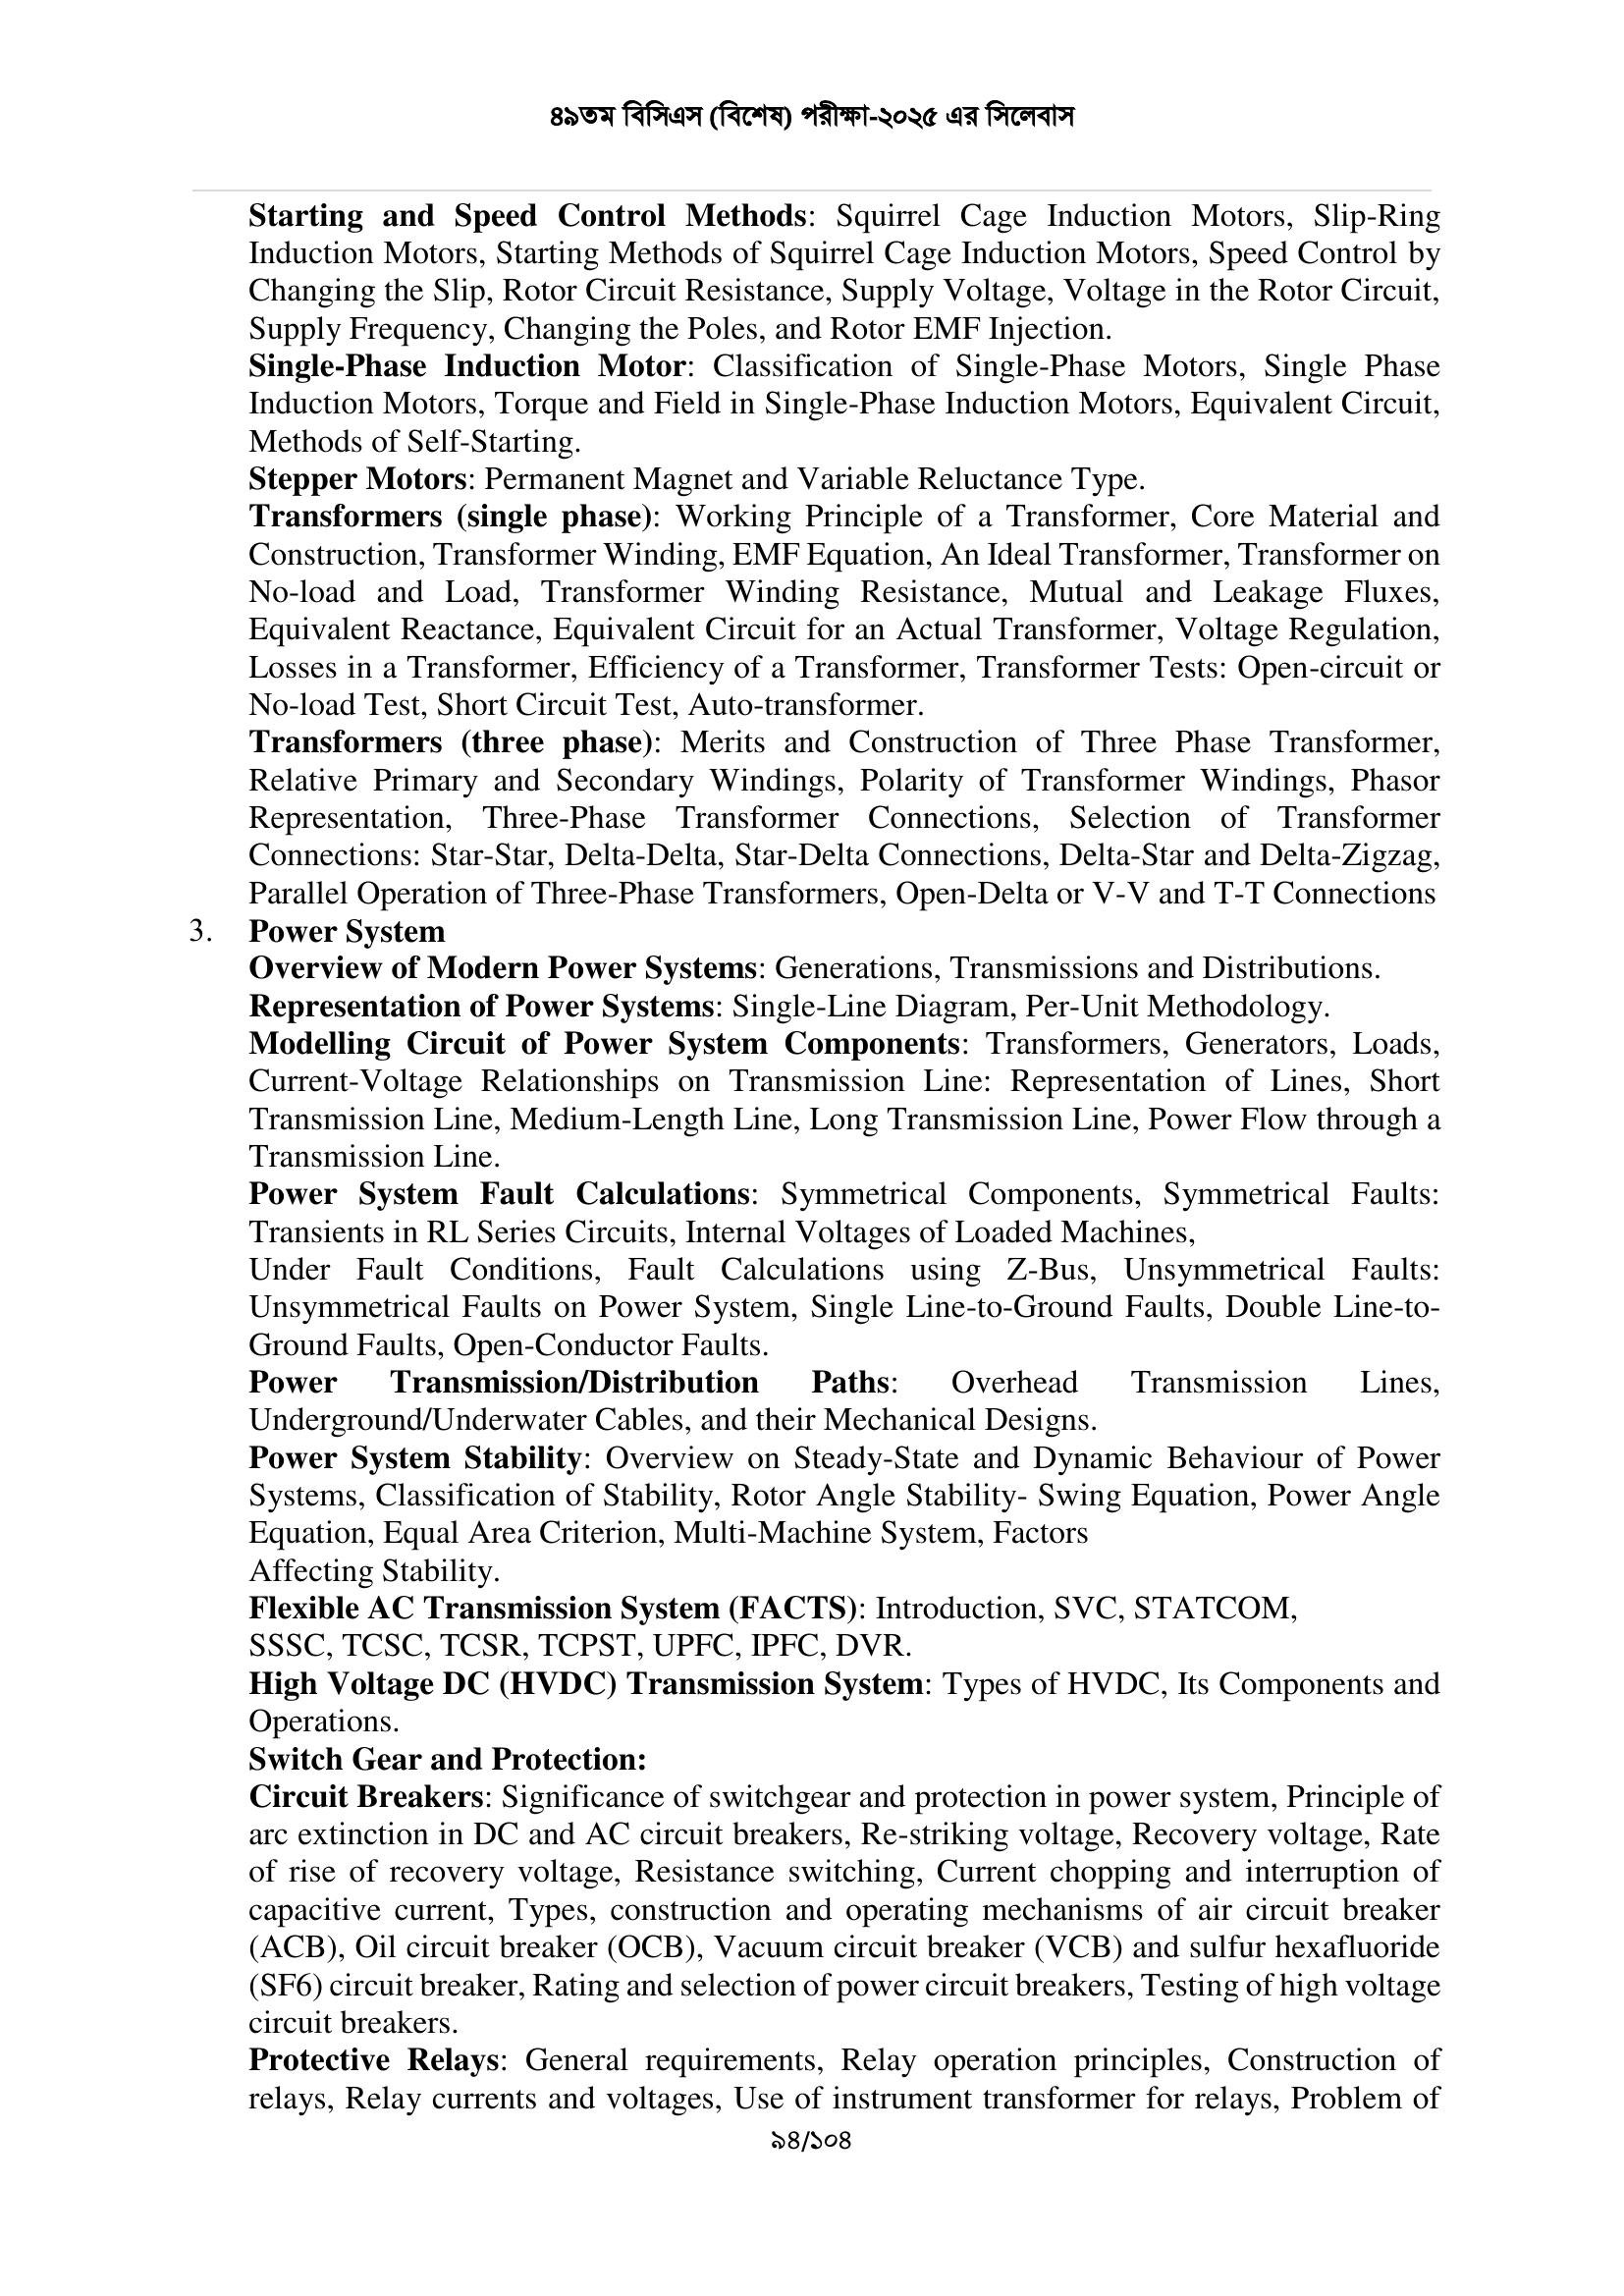 ৪৯তম বিসিএস (বিশেষ) পরীক্ষা-২০২৫ এর সিলেবাস
Starting and Speed Control Methods: Squirrel Cage Induction Motors, Slip-Ring
Induction Motors, Starting Methods of Squirrel Cage Induction Motors, Speed Control by
Changing the Slip, Rotor Circuit Resistance, Supply Voltage, Voltage in the Rotor Circuit,
Supply Frequency, Changing the Poles, and Rotor EMF Injection.
Single-Phase Induction Motor: Classification of Single-Phase Motors, Single Phase
Induction Motors, Torque and Field in Single-Phase Induction Motors, Equivalent Circuit,
Methods of Self-Starting.
Stepper Motors: Permanent Magnet and Variable Reluctance Type.
Transformers (single phase): Working Principle of a Transformer, Core Material and
Construction, Transformer Winding, EMF Equation, An Ideal Transformer, Transformer on
No-load and Load, Transformer Winding Resistance, Mutual and Leakage Fluxes,
Equivalent Reactance, Equivalent Circuit for an Actual Transformer, Voltage Regulation,
Losses in a Transformer, Efficiency of a Transformer, Transformer Tests: Open-circuit or
No-load Test, Short Circuit Test, Auto-transformer.
Transformers (three phase): Merits and Construction of Three Phase Transformer,
Relative Primary and Secondary Windings, Polarity of Transformer Windings, Phasor
Representation, Three-Phase Transformer Connections, Selection of Transformer
Connections: Star-Star, Delta-Delta, Star-Delta Connections, Delta-Star and Delta-Zigzag,
Parallel Operation of Three-Phase Transformers, Open-Delta or V-V and T-T Connections
3. Power System
Overview of Modern Power Systems: Generations, Transmissions and Distributions.
Representation of Power Systems: Single-Line Diagram, Per-Unit Methodology.
Modelling Circuit of Power System Components: Transformers, Generators, Loads,
Current-Voltage Relationships on Transmission Line: Representation of Lines, Short
Transmission Line, Medium-Length Line, Long Transmission Line, Power Flow through a
Transmission Line.
Power System Fault Calculations: Symmetrical Components, Symmetrical Faults:
Transients in RL Series Circuits, Internal Voltages of Loaded Machines,
Under Fault Conditions, Fault Calculations using Z-Bus, Unsymmetrical Faults:
Unsymmetrical Faults on Power System, Single Line-to-Ground Faults, Double Line-to-
Ground Faults, Open-Conductor Faults.
Power Transmission/Distribution Paths: Overhead Transmission Lines,
Underground/Underwater Cables, and their Mechanical Designs.
Power System Stability: Overview on Steady-State and Dynamic Behaviour of Power
Systems, Classification of Stability, Rotor Angle Stability- Swing Equation, Power Angle
Equation, Equal Area Criterion, Multi-Machine System, Factors
Affecting Stability.
Flexible AC Transmission System (FACTS): Introduction, SVC, STATCOM,
SSSC, TCSC, TCSR, TCPST, UPFC, IPFC, DVR.
High Voltage DC (HVDC) Transmission System: Types of HVDC, Its Components and
Operations.
Switch Gear and Protection:
Circuit Breakers: Significance of switchgear and protection in power system, Principle of
arc extinction in DC and AC circuit breakers, Re-striking voltage, Recovery voltage, Rate
of rise of recovery voltage, Resistance switching, Current chopping and interruption of
capacitive current, Types, construction and operating mechanisms of air circuit breaker
(ACB), Oil circuit breaker (OCB), Vacuum circuit breaker (VCB) and sulfur hexafluoride
(SF6) circuit breaker, Rating and selection of power circuit breakers, Testing of high voltage
circuit breakers.
Protective Relays: General requirements, Relay operation principles, Construction of
relays, Relay currents and voltages, Use of instrument transformer for relays, Problem of
৯৪/১০৪